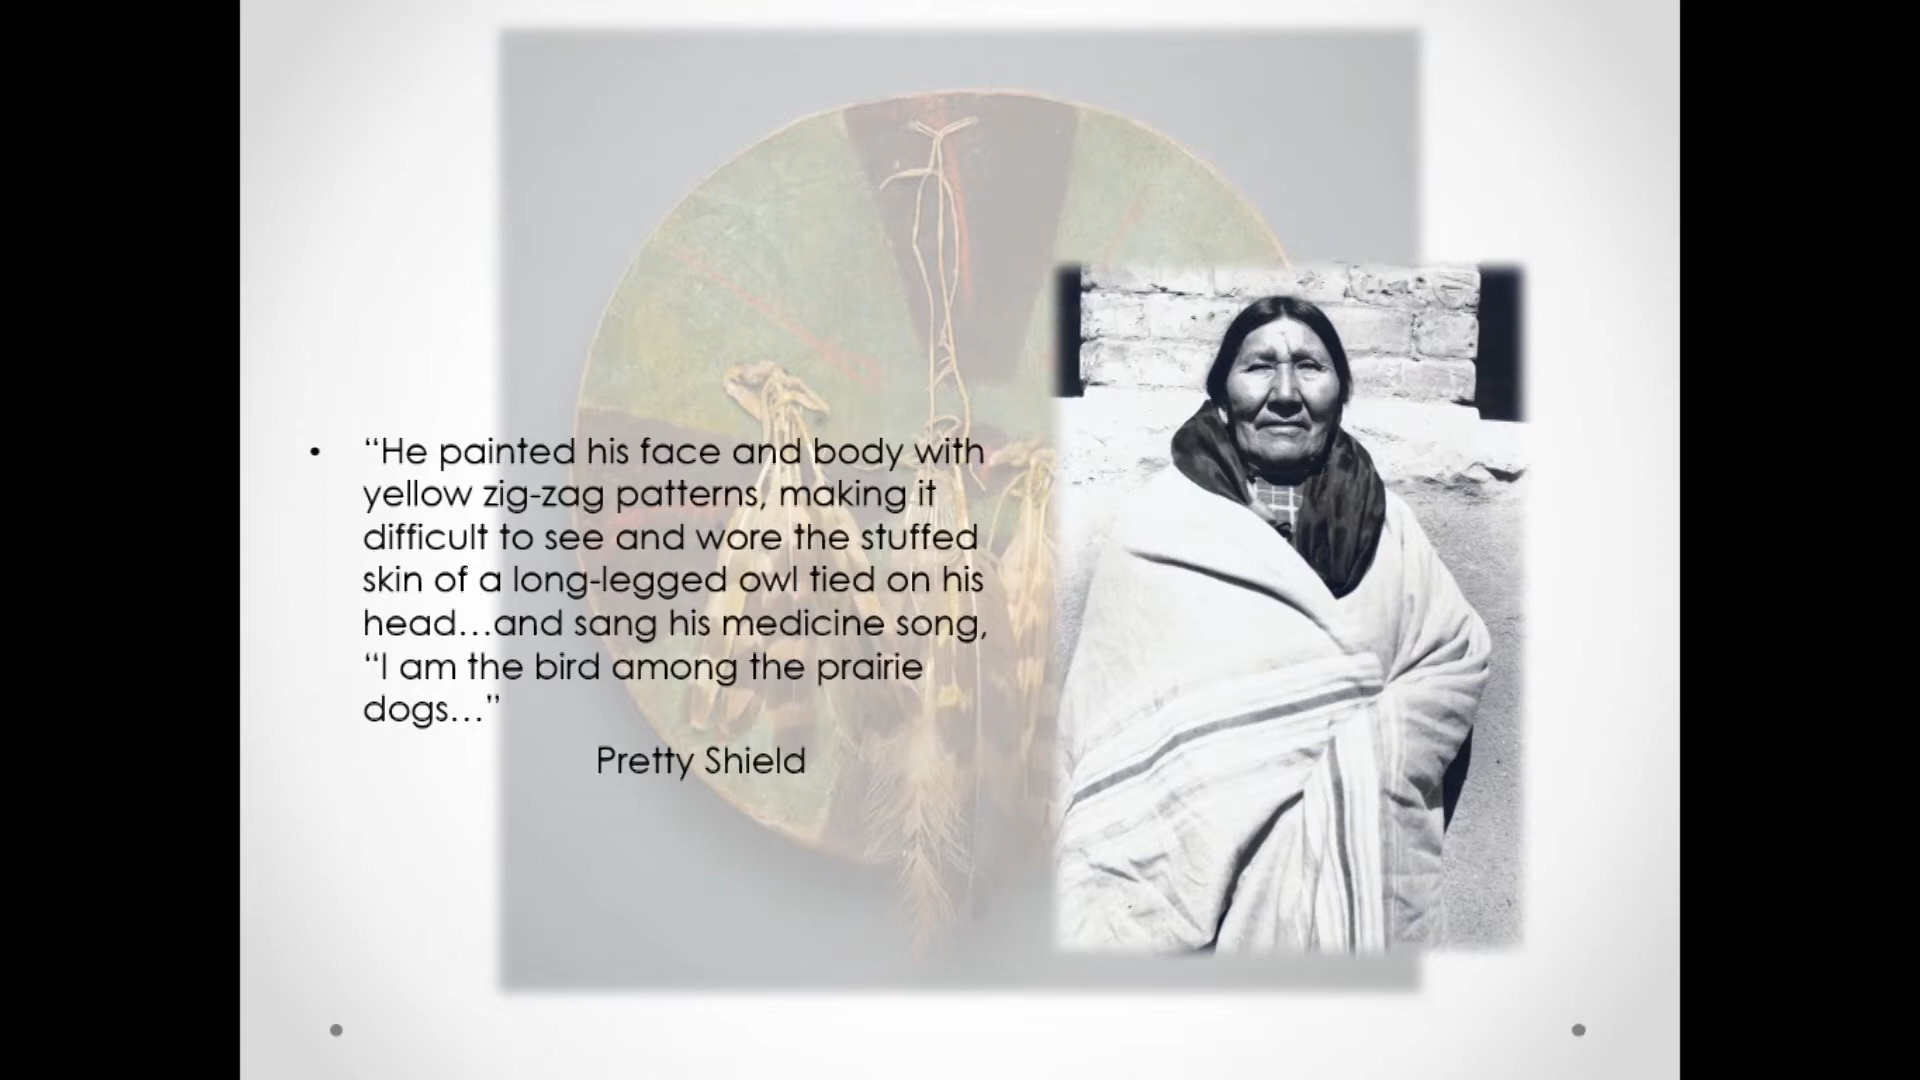 • “He painted his face and body with
yellow zig-zag patterns, making it
difficult to see and wore the stuffed
skin of a long-legged owl tied on his
head…and sang his medicine song,
“I am the bird among the prairie
dogs…”
Pretty Shield